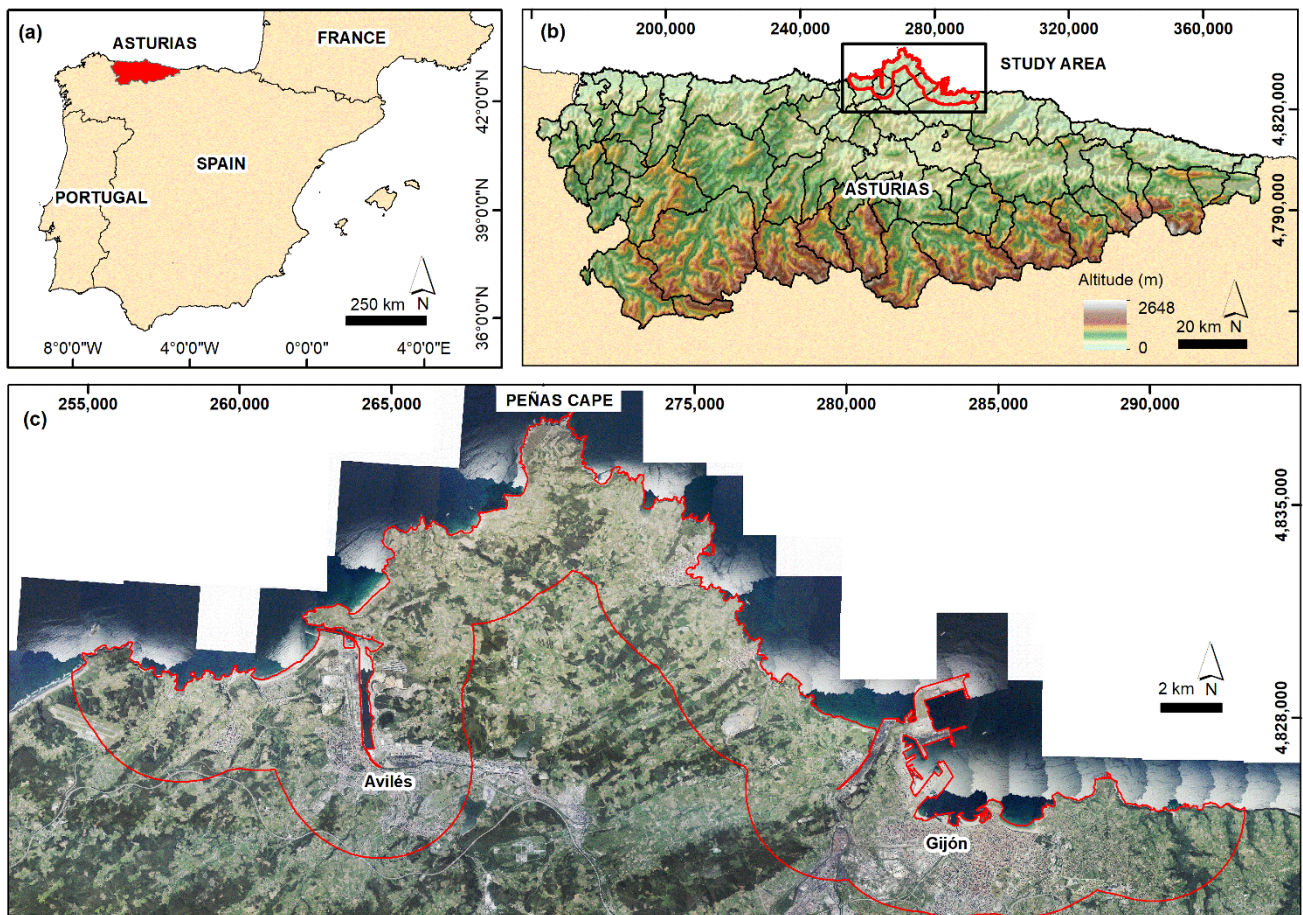 (a)
FRANCE
ASTURIAS
SPAIN
PORTUGAL
250 km
N
42°0'0"N
39°0'0"N
36°0'0"N
8°0'0"W
4°0'0"W
0°0'0"
4°0'0"E
(b)
200,000
240,000
280,000
320,000
360,000
STUDY AREA
ASTURIAS
4,820,000
4,790,000
Altitude (m)
2648
0
20 km
N
(c)
255,000
260,000
265,000
PEÑAS CAPE
275,000
280,000
285,000
290,000
4,835,000
4,828,000
2 km
N
Avilés
Gijón